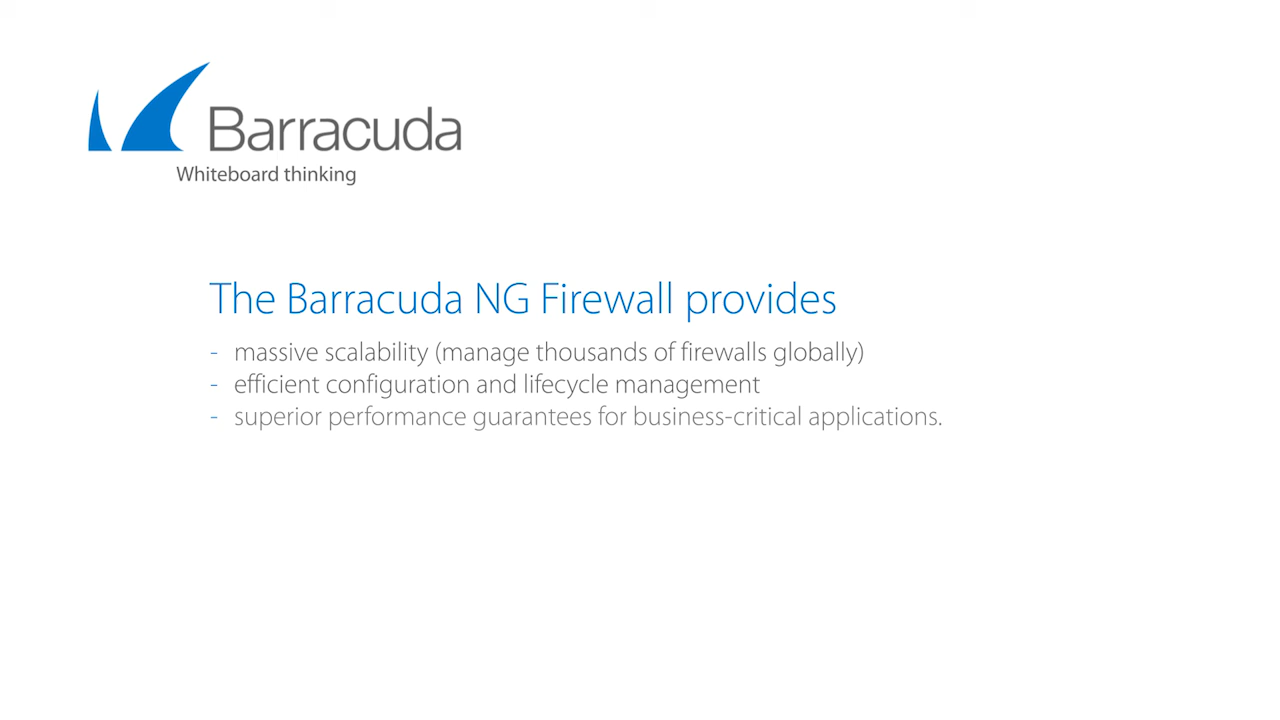 Barracuda
Whiteboard thinking
The Barracuda NG Firewall provides
- massive scalability (manage thousands of firewalls globally)
- efficient configuration and lifecycle management
- superior performance guarantees for business-critical applications.